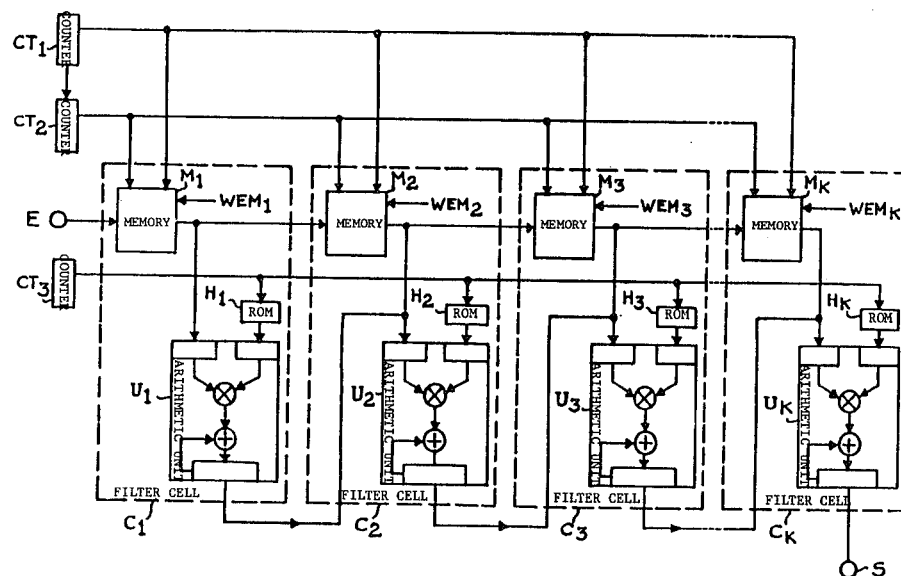 CT1
COUNTER
CT2
COUNTER
M1
M2
M3
MK
WEM1
WEM2
WEM3
WEMK
E
MEMORY
MEMORY
MEMORY
MEMORY
CT3
COUNTER
H1
ROM
H2
ROM
H3
ROM
HK
ROM
U1
ARITHMETIC UNIT
U2
ARITHMETIC UNIT
U3
ARITHMETIC UNIT
UK
ARITHMETIC UNIT
FILTER CELL
FILTER CELL
FILTER CELL
FILTER CELL
C1
C2
C3
CK
S